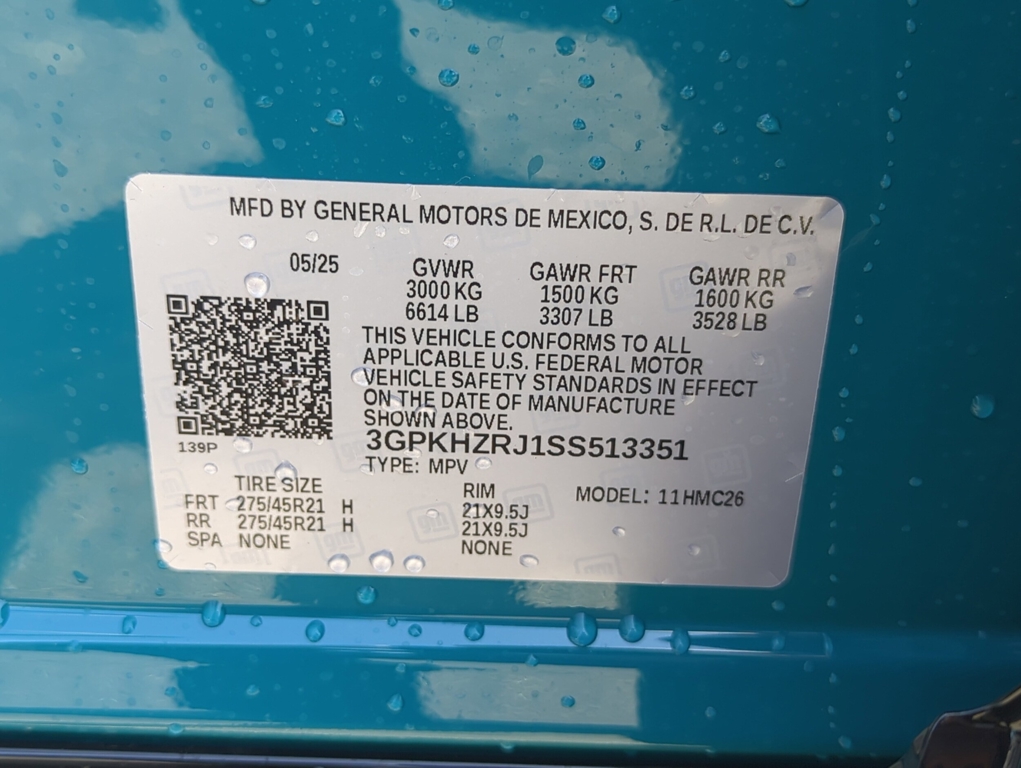 MFD BY GENERAL MOTORS DE MEXICO, S. DE R.L. DE C.V.
05/25 GVWR GAWR FRT GAWR RR
3000 KG 1500 KG 1600 KG
6614 LB 3307 LB 3528 LB
THIS VEHICLE CONFORMS TO ALL
APPLICABLE U.S. FEDERAL MOTOR
VEHICLE SAFETY STANDARDS IN EFFECT
ON THE DATE OF MANUFACTURE
SHOWN ABOVE.
139P
3GPKHZRJ1SS513351
TYPE: MPV
TIRE SIZE RIM MODEL: 11HMC26
FRT 275/45R21 H 21X9.5J
RR 275/45R21 H 21X9.5J
SPA NONE NONE